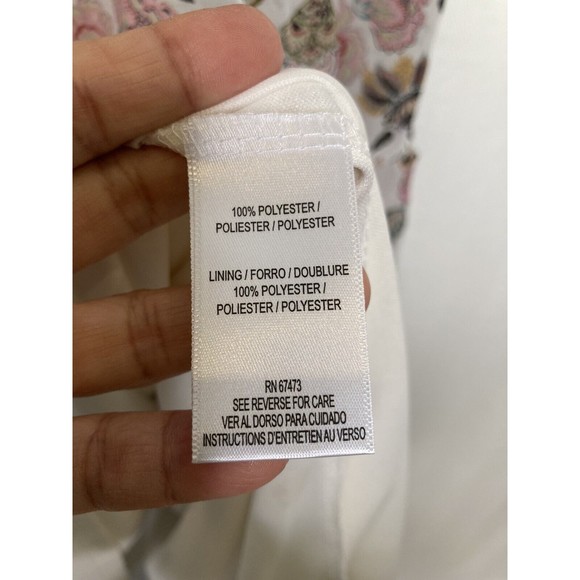 100% POLYESTER /
POLIESTER / POLYESTER
LINING / FORRO / DOUBLURE
100% POLYESTER /
POLIESTER / POLYESTER
RN 67473
SEE REVERSE FOR CARE
VER AL DORSO PARA CUIDADO
INSTRUCTIONS D'ENTRETIEN AU VERSO